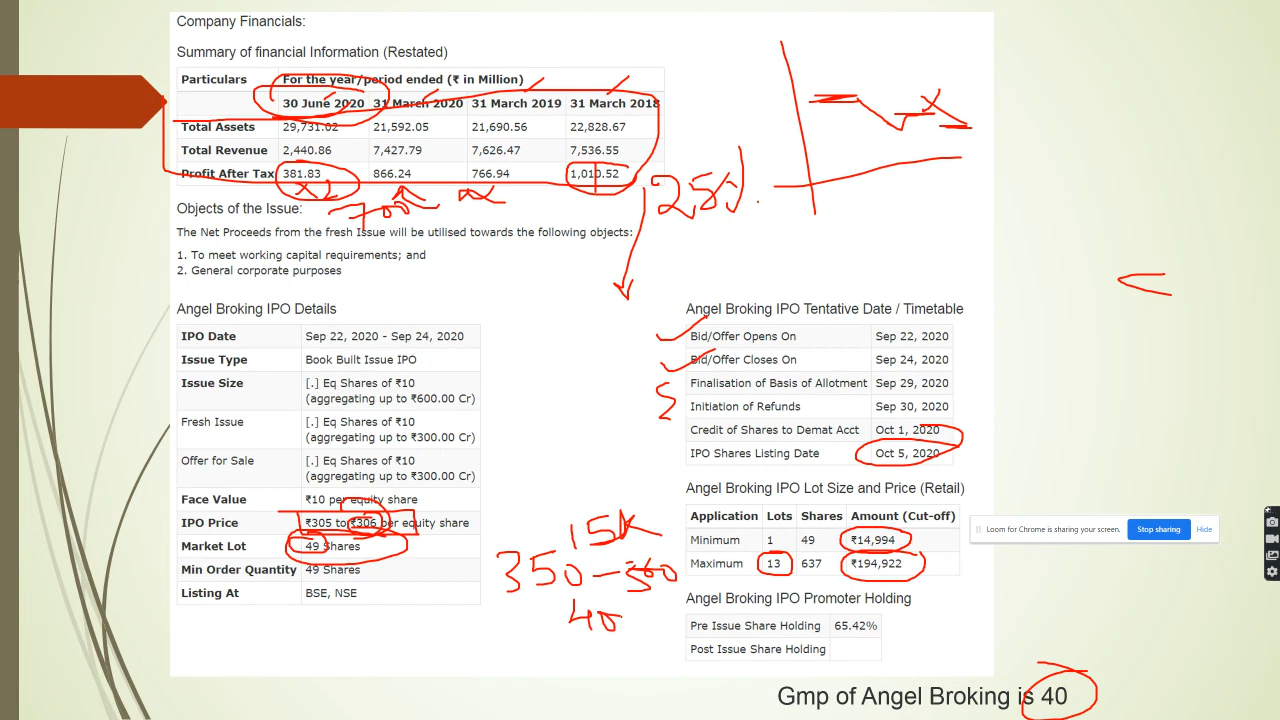 Company Financials:
Summary of financial Information (Restated)
Particulars For the year/period ended (₹ in Million)
30 June 2020 31 March 2020 31 March 2019 31 March 2018
Total Assets 29,731.02 21,592.05 21,690.56 22,828.67
Total Revenue 2,440.86 7,427.79 7,626.47 7,536.55
Profit After Tax 381.83 866.24 766.94 1,010.52
Objects of the Issue:
The Net Proceeds from the fresh Issue will be utilised towards the following objects:
1. To meet working capital requirements; and
2. General corporate purposes
Angel Broking IPO Details
IPO Date Sep 22, 2020 - Sep 24, 2020
Issue Type Book Built Issue IPO
Issue Size [.] Eq Shares of ₹10
(aggregating up to ₹600.00 Cr)
Fresh Issue [.] Eq Shares of ₹10
(aggregating up to ₹300.00 Cr)
Offer for Sale [.] Eq Shares of ₹10
(aggregating up to ₹300.00 Cr)
Face Value ₹10 per equity share
IPO Price ₹305 to ₹306 per equity share
Market Lot 49 Shares
Min Order Quantity 49 Shares
Listing At BSE, NSE
15K
350 - 360
40
Angel Broking IPO Tentative Date / Timetable
Bid/Offer Opens On Sep 22, 2020
Bid/Offer Closes On Sep 24, 2020
Finalisation of Basis of Allotment Sep 29, 2020
Initiation of Refunds Sep 30, 2020
Credit of Shares to Demat Acct Oct 1, 2020
IPO Shares Listing Date Oct 5, 2020
Angel Broking IPO Lot Size and Price (Retail)
Application Lots Shares Amount (Cut-off)
Minimum 1 49 ₹14,994
Maximum 13 637 ₹194,922
Angel Broking IPO Promoter Holding
Pre Issue Share Holding 65.42%
Post Issue Share Holding
Loom for Chrome is sharing your screen. Stop sharing Hide
Gmp of Angel Broking is 40